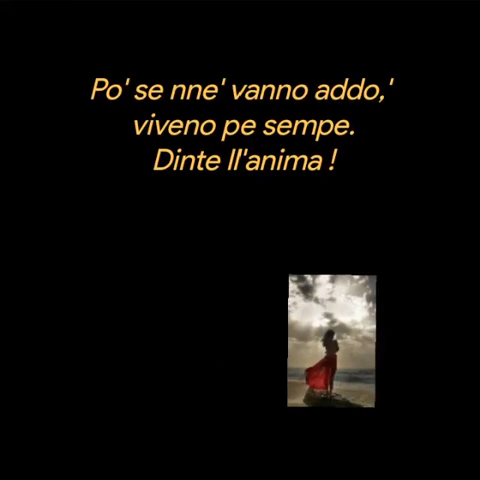 Po' se nne' vanno addo,'
viveno pe sempe.
Dinte ll'anima !